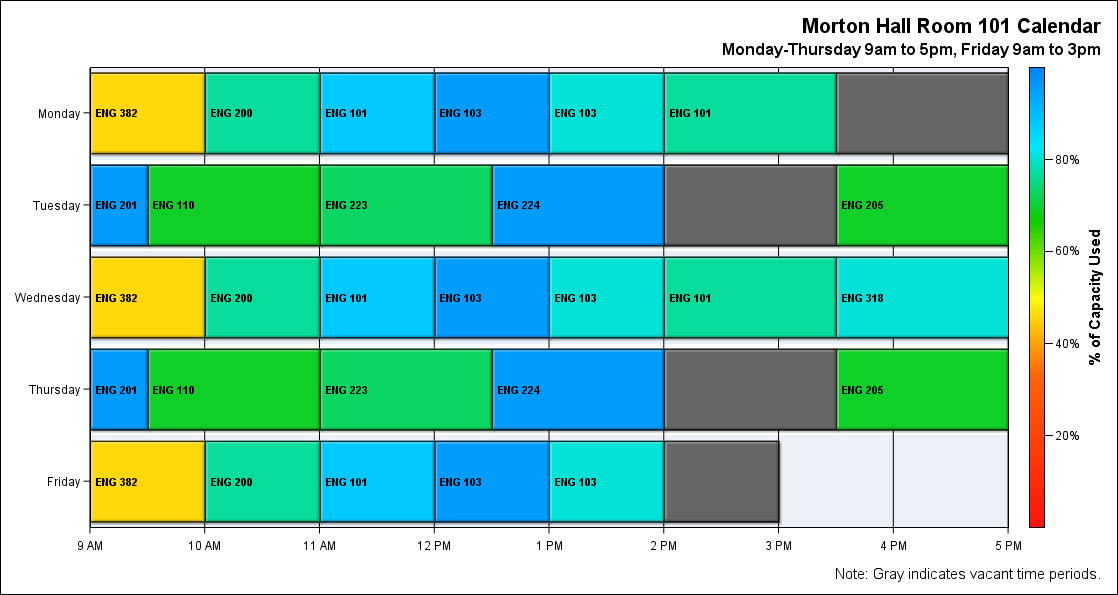 Morton Hall Room 101 Calendar
Monday-Thursday 9am to 5pm, Friday 9am to 3pm
Monday ENG 382 ENG 200 ENG 101 ENG 103 ENG 103 ENG 101
80%
Tuesday ENG 201 ENG 110 ENG 223 ENG 224 ENG 205
60%
Wednesday ENG 382 ENG 200 ENG 101 ENG 103 ENG 103 ENG 101 ENG 318
% of Capacity Used
40%
Thursday ENG 201 ENG 110 ENG 223 ENG 224 ENG 205
20%
Friday ENG 382 ENG 200 ENG 101 ENG 103 ENG 103
9 AM 10 AM 11 AM 12 PM 1 PM 2 PM 3 PM 4 PM 5 PM
Note: Gray indicates vacant time periods.